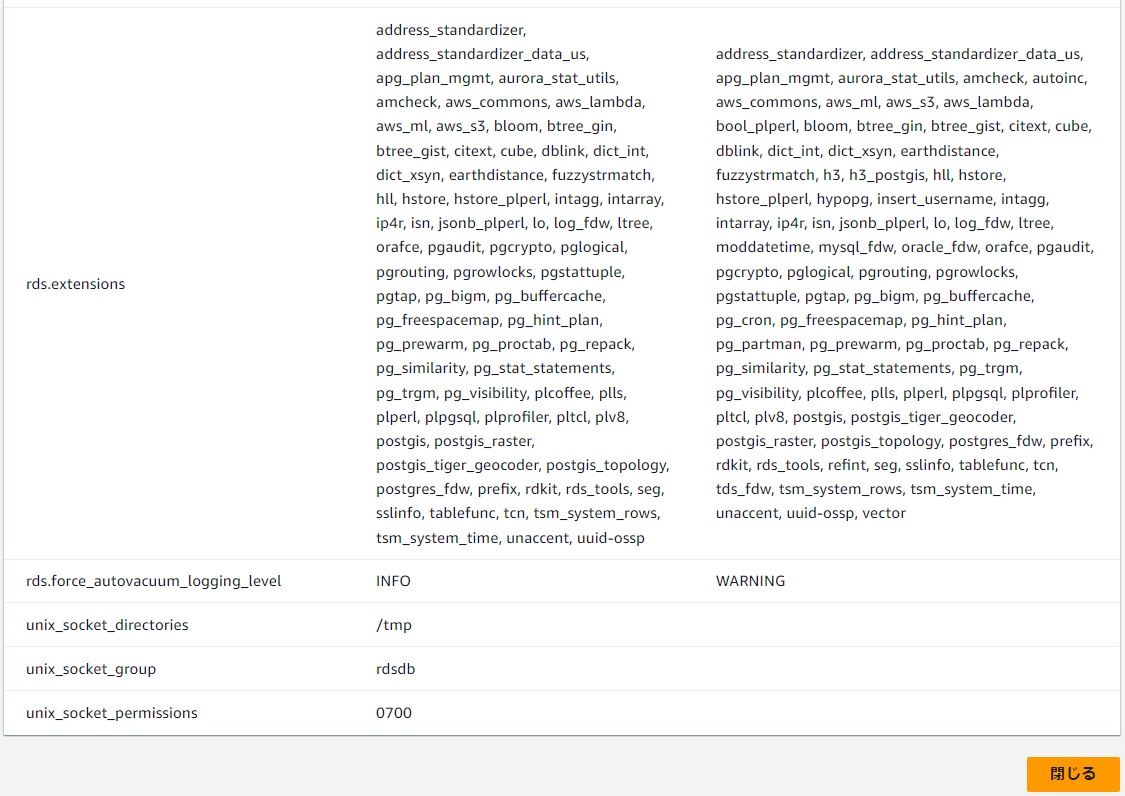 address_standardizer,
address_standardizer_data_us,
apg_plan_mgmt, aurora_stat_utils,
amcheck, aws_commons, aws_lambda,
aws_ml, aws_s3, bloom, btree_gin,
btree_gist, citext, cube, dblink, dict_int,
dict_xsyn, earthdistance, fuzzystrmatch,
hll, hstore, hstore_plperl, intagg, intarray,
ip4r, isn, jsonb_plperl, lo, log_fdw, ltree,
orafce, pgaudit, pgcrypto, pglogical,
pgrouting, pgrowlocks, pgstattuple,
pgtap, pg_bigm, pg_buffercache,
pg_freespacemap, pg_hint_plan,
pg_prewarm, pg_proctab, pg_repack,
pg_similarity, pg_stat_statements,
pg_trgm, pg_visibility, plcoffee, plls,
plperl, plpgsql, plprofiler, pltcl, plv8,
postgis, postgis_raster,
postgis_tiger_geocoder, postgis_topology,
postgres_fdw, prefix, rdkit, rds_tools, seg,
sslinfo, tablefunc, tcn, tsm_system_rows,
tsm_system_time, unaccent, uuid-ossp
address_standardizer, address_standardizer_data_us,
apg_plan_mgmt, aurora_stat_utils, amcheck, autoinc,
aws_commons, aws_ml, aws_s3, aws_lambda,
bool_plperl, bloom, btree_gin, btree_gist, citext, cube,
dblink, dict_int, dict_xsyn, earthdistance,
fuzzystrmatch, h3, h3_postgis, hll, hstore,
hstore_plperl, hypopg, insert_username, intagg,
intarray, ip4r, isn, jsonb_plperl, lo, log_fdw, ltree,
moddatetime, mysql_fdw, oracle_fdw, orafce, pgaudit,
pgcrypto, pglogical, pgrouting, pgrowlocks,
pgstattuple, pgtap, pg_bigm, pg_buffercache,
pg_cron, pg_freespacemap, pg_hint_plan,
pg_partman, pg_prewarm, pg_proctab, pg_repack,
pg_similarity, pg_stat_statements, pg_trgm,
pg_visibility, plcoffee, plls, plperl, plpgsql, plprofiler,
pltcl, plv8, postgis, postgis_tiger_geocoder,
postgis_raster, postgis_topology, postgres_fdw, prefix,
rdkit, rds_tools, refint, seg, sslinfo, tablefunc, tcn,
tds_fdw, tsm_system_rows, tsm_system_time,
unaccent, uuid-ossp, vector
rds.extensions
rds.force_autovacuum_logging_level INFO WARNING
unix_socket_directories /tmp
unix_socket_group rdsdb
unix_socket_permissions 0700
閉じる